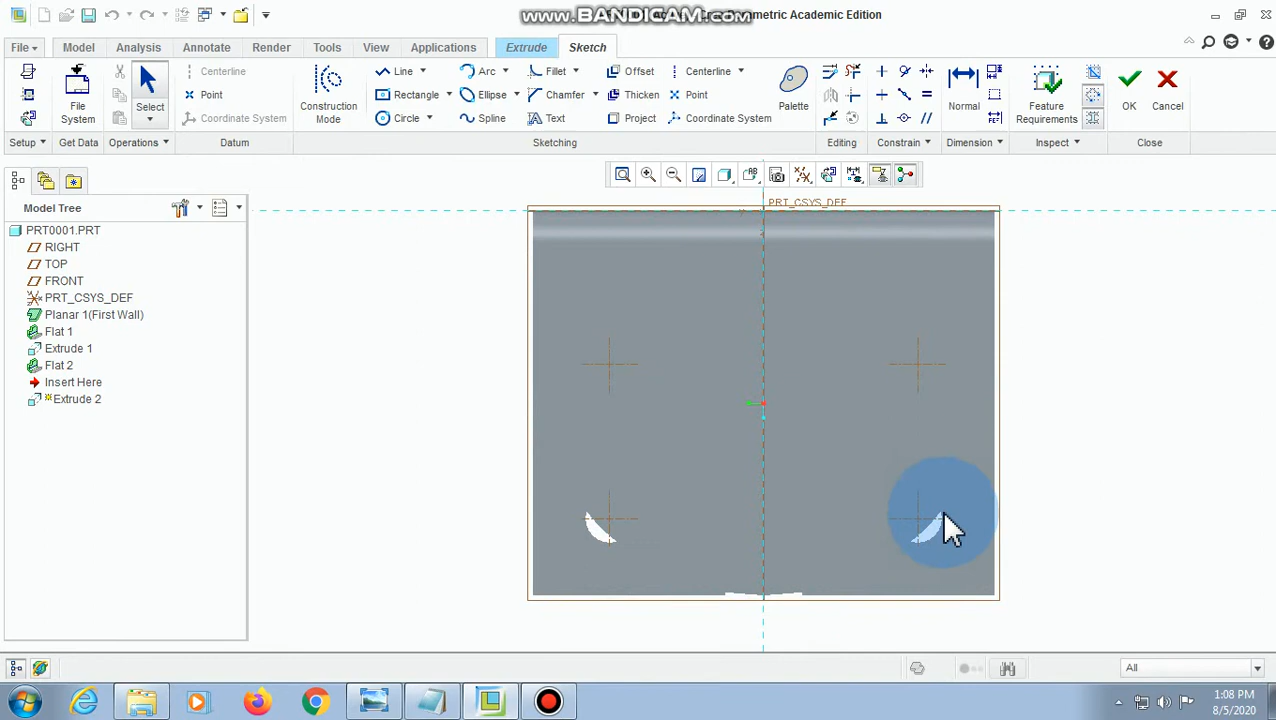 www.BANDICAM.com
Parametric Academic Edition
File
Model
Analysis
Annotate
Render
Tools
View
Applications
Extrude
Sketch
File System
Select
Centerline
Point
Coordinate System
Construction Mode
Line
Rectangle
Circle
Arc
Ellipse
Spline
Fillet
Chamfer
Text
Offset
Thicken
Project
Centerline
Point
Coordinate System
Palette
Normal
Feature Requirements
OK
Cancel
Setup
Get Data
Operations
Datum
Sketching
Editing
Constrain
Dimension
Inspect
Close
Model Tree
PRT0001.PRT
RIGHT
TOP
FRONT
PRT_CSYS_DEF
Planar 1(First Wall)
Flat 1
Extrude 1
Flat 2
Insert Here
Extrude 2
PRT_CSYS_DEF
All
1:08 PM
8/5/2020